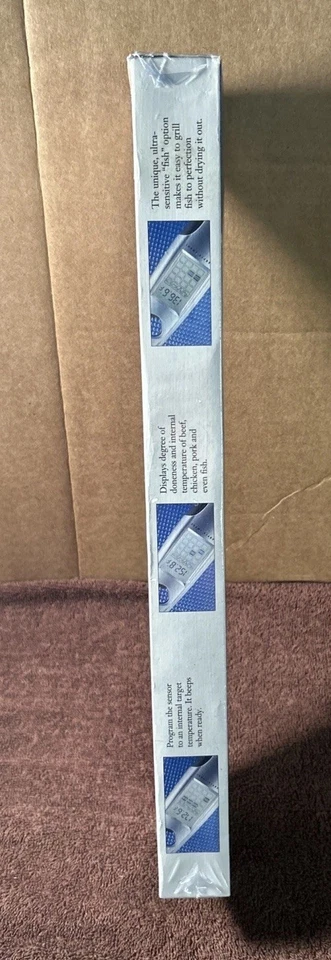 Program the sensor
to an internal target
temperature. It beeps
when ready.
Displays degree of
doneness and internal
temperature of beef,
chicken, pork and
even fish.
The unique, ultra-
sensitive "fish" option
makes it easy to grill
fish to perfection
without drying it out.